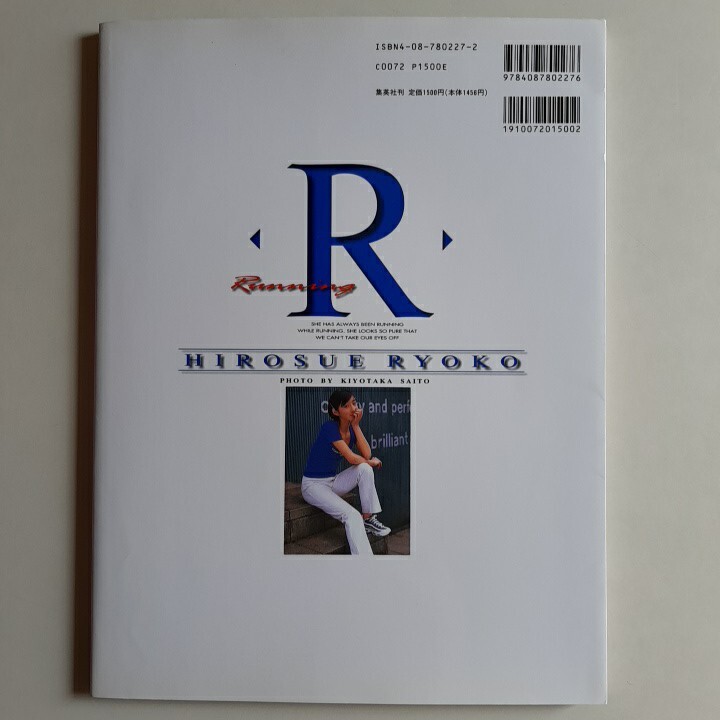 ISBN4-08-780227-2
C0072 P1500E
集英社刊 定価1500円(本体1456円)
9784087802276
1910072015002
R
Running
SHE HAS ALWAYS BEEN RUNNING
WHILE RUNNING. SHE LOOKS SO PURE THAT
WE CAN'T TAKE OUR EYES OFF
HIROSUE RYOKO
PHOTO BY KIYOTAKA SAITO
and perf
brilliant